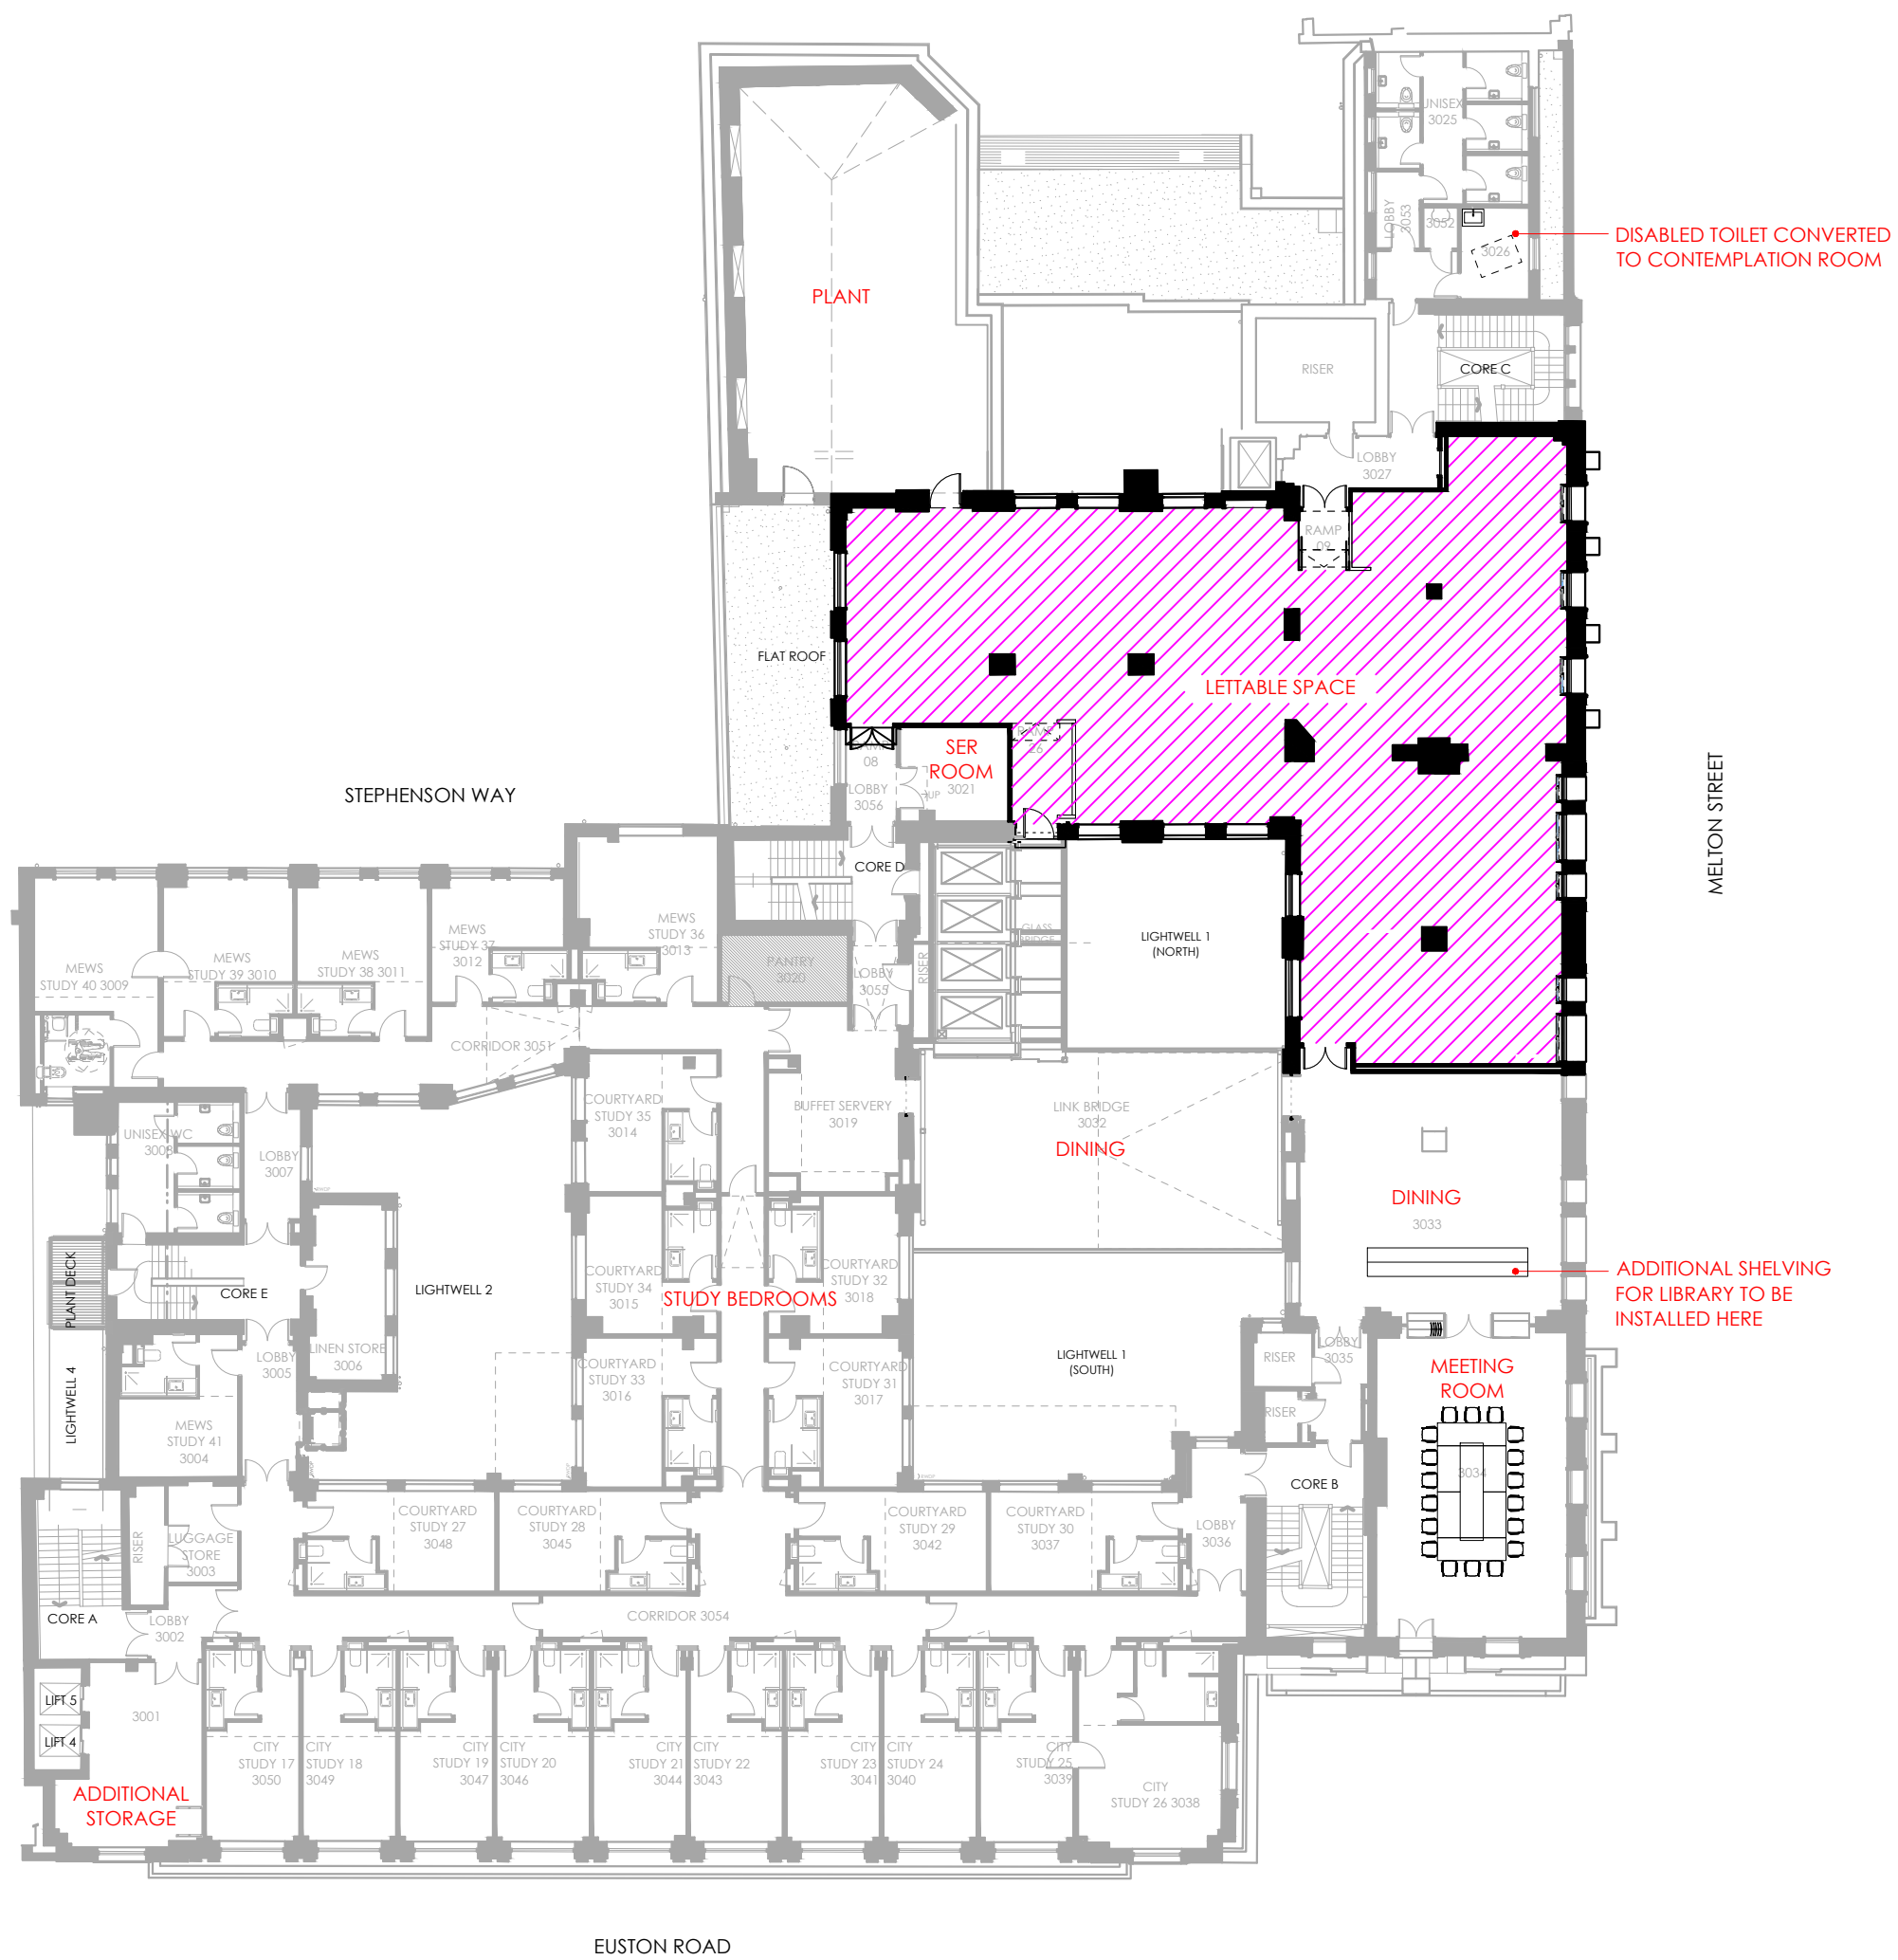 UNISEX
3025
LOBBY
3053
3052
3026
DISABLED TOILET CONVERTED
TO CONTEMPLATION ROOM
PLANT
RISER
CORE C
LOBBY
3027
RAMP
09
FLAT ROOF
LETTABLE SPACE
RAMP
26
SER
ROOM
3021
UP
08
LOBBY
3056
STEPHENSON WAY
MELTON STREET
CORE D
MEWS
STUDY 36
3013
MEWS
STUDY 37
3012
MEWS
STUDY 38 3011
MEWS
STUDY 39 3010
MEWS
STUDY 40 3009
PANTRY
3020
LOBBY
3055
RISER
GLASS
BRIDGE
LIGHTWELL 1
(NORTH)
CORRIDOR 3051
COURTYARD
STUDY 35
3014
BUFFET SERVERY
3019
LINK BRIDGE
3032
DINING
DINING
3033
UNISEX WC
3008
LOBBY
3007
PLANT DECK
CORE E
LIGHTWELL 2
COURTYARD
STUDY 34
3015
COURTYARD
STUDY 32
3018
STUDY BEDROOMS
ADDITIONAL SHELVING
FOR LIBRARY TO BE
INSTALLED HERE
LINEN STORE
3006
LOBBY
3005
LIGHTWELL 4
COURTYARD
STUDY 33
3016
COURTYARD
STUDY 31
3017
LIGHTWELL 1
(SOUTH)
RISER
LOBBY
3035
RISER
MEETING
ROOM
3034
MEWS
STUDY 41
3004
CORE B
COURTYARD
STUDY 27
3048
COURTYARD
STUDY 28
3045
COURTYARD
STUDY 29
3042
COURTYARD
STUDY 30
3037
LOBBY
3036
RISER
LUGGAGE
STORE
3003
CORE A
LOBBY
3002
CORRIDOR 3054
LIFT 5
LIFT 4
3001
ADDITIONAL
STORAGE
CITY
STUDY 17
3050
CITY
STUDY 18
3049
CITY
STUDY 19
3047
CITY
STUDY 20
3046
CITY
STUDY 21
3044
CITY
STUDY 22
3043
CITY
STUDY 23
3041
CITY
STUDY 24
3040
CITY
STUDY 25
3039
CITY
STUDY 26 3038
EUSTON ROAD